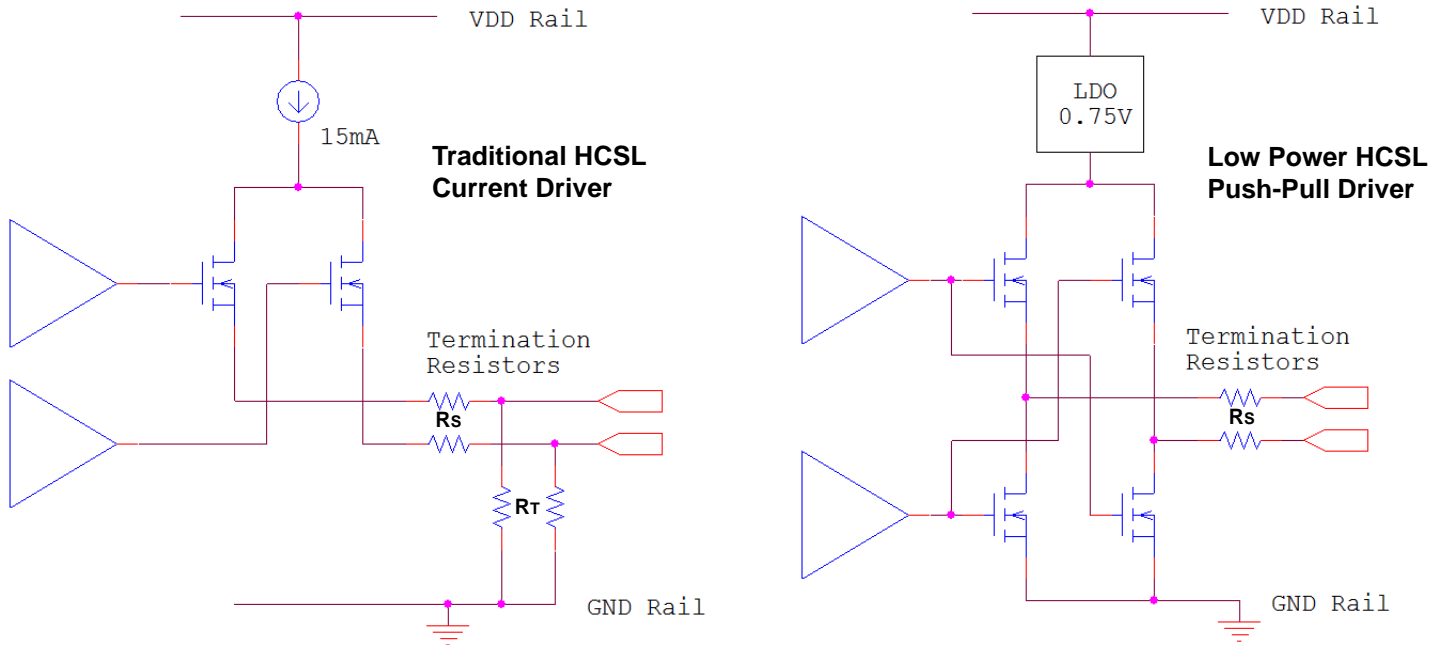 VDD Rail
15mA
Traditional HCSL
Current Driver
Termination
Resistors
RS
RT
GND Rail
VDD Rail
LDO
0.75V
Low Power HCSL
Push-Pull Driver
Termination
Resistors
RS
GND Rail